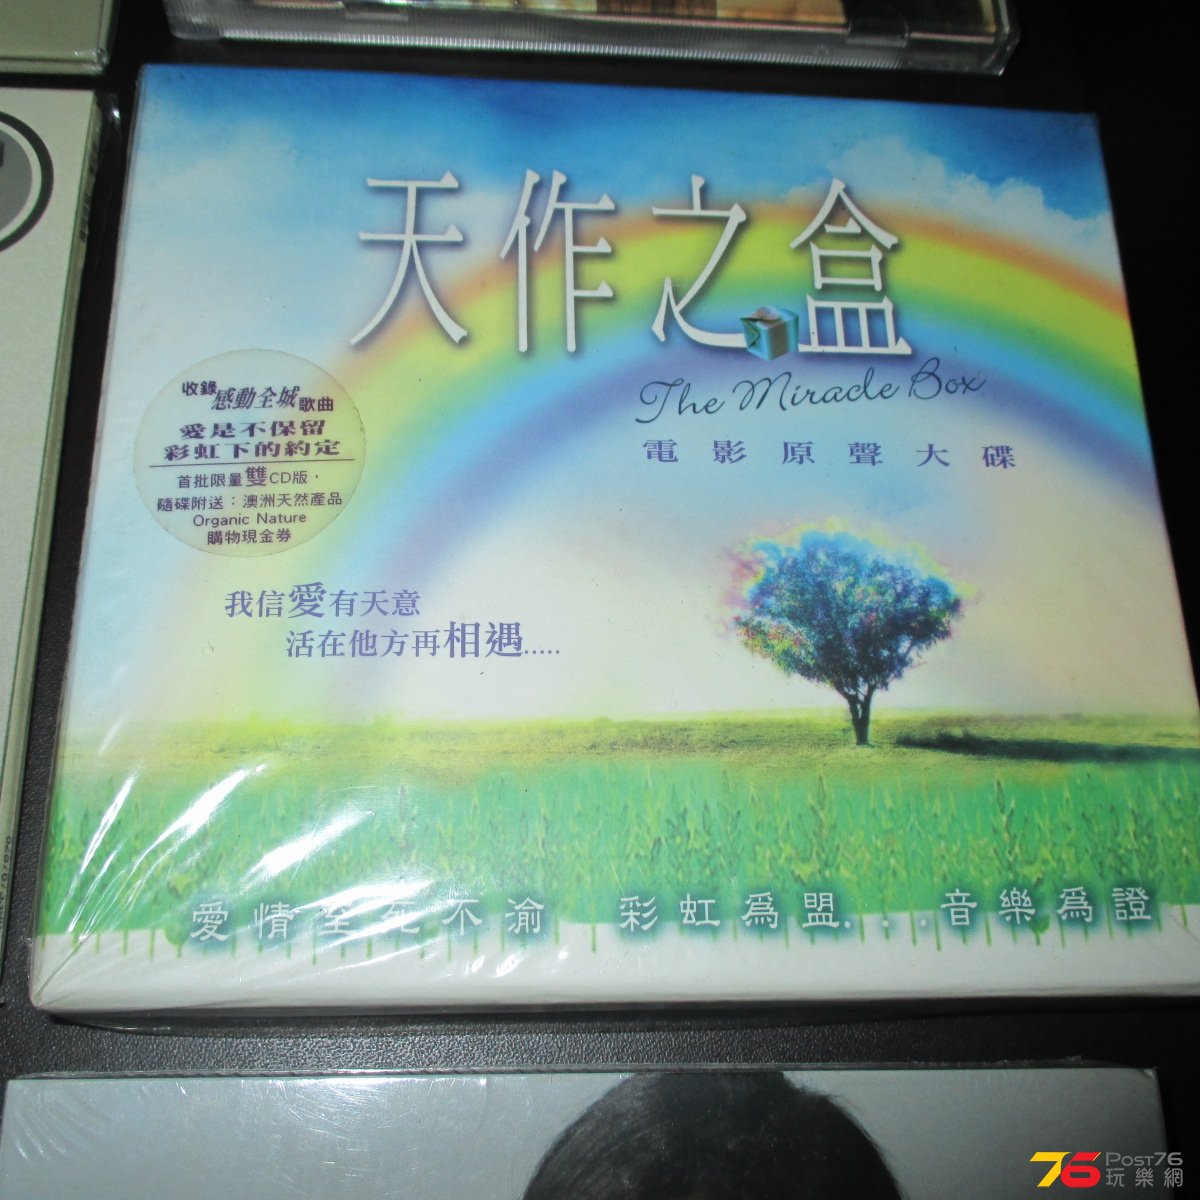 天作之盒
The Miracle Box
電影原聲大碟
收錄感動全城歌曲
愛是不保留
彩虹下的約定
首批限量雙CD版，
隨碟附送：澳洲天然產品
Organic Nature
購物現金券
我信愛有天意
活在他方再相遇.....
愛情至死不渝 彩虹為盟...音樂為證
POST76
玩樂網